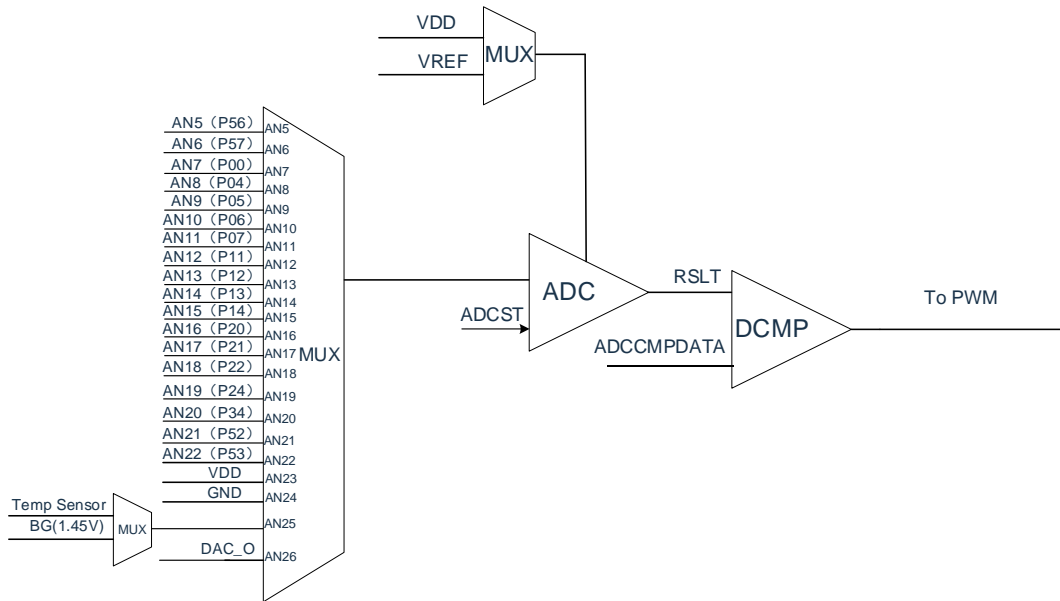 VDD
VREF
MUX
AN5（P56） AN5
AN6（P57） AN6
AN7（P00） AN7
AN8（P04） AN8
AN9（P05） AN9
AN10（P06） AN10
AN11（P07） AN11
AN12（P11） AN12
AN13（P12） AN13
AN14（P13） AN14
AN15（P14） AN15
AN16（P20） AN16
AN17（P21） AN17
AN18（P22） AN18
AN19（P24） AN19
AN20（P34） AN20
AN21（P52） AN21
AN22（P53） AN22
VDD AN23
GND AN24
AN25
DAC_O AN26
MUX
Temp Sensor
BG(1.45V)
MUX
ADC
ADCST
RSLT
DCMP
ADCCMPDATA
To PWM